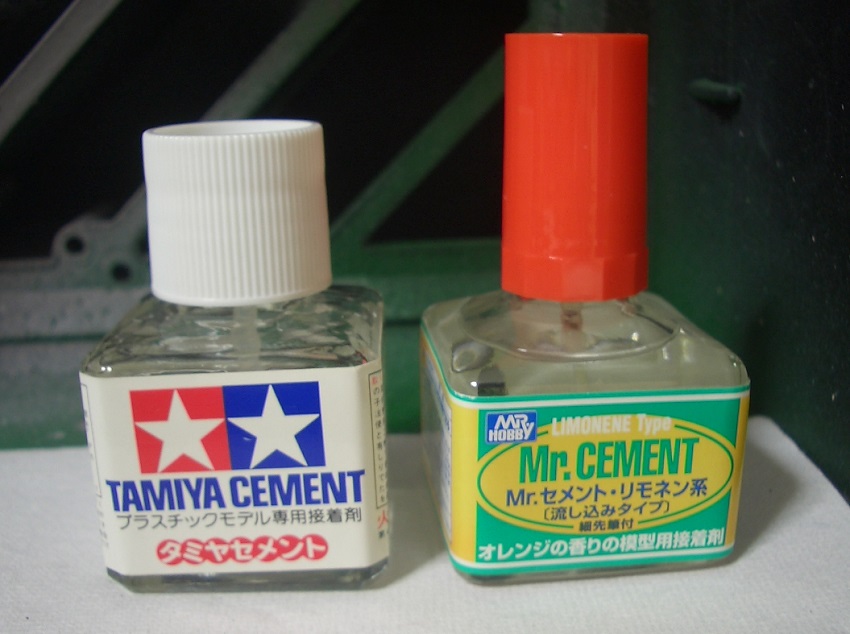 TAMIYA CEMENT
プラスチックモデル専用接着剤
タミヤセメント
MR HOBBY
LIMONENE Type
Mr.CEMENT
Mr.セメント・リモネン系
〔流し込みタイプ〕
細先筆付
オレンジの香りの模型用接着剤